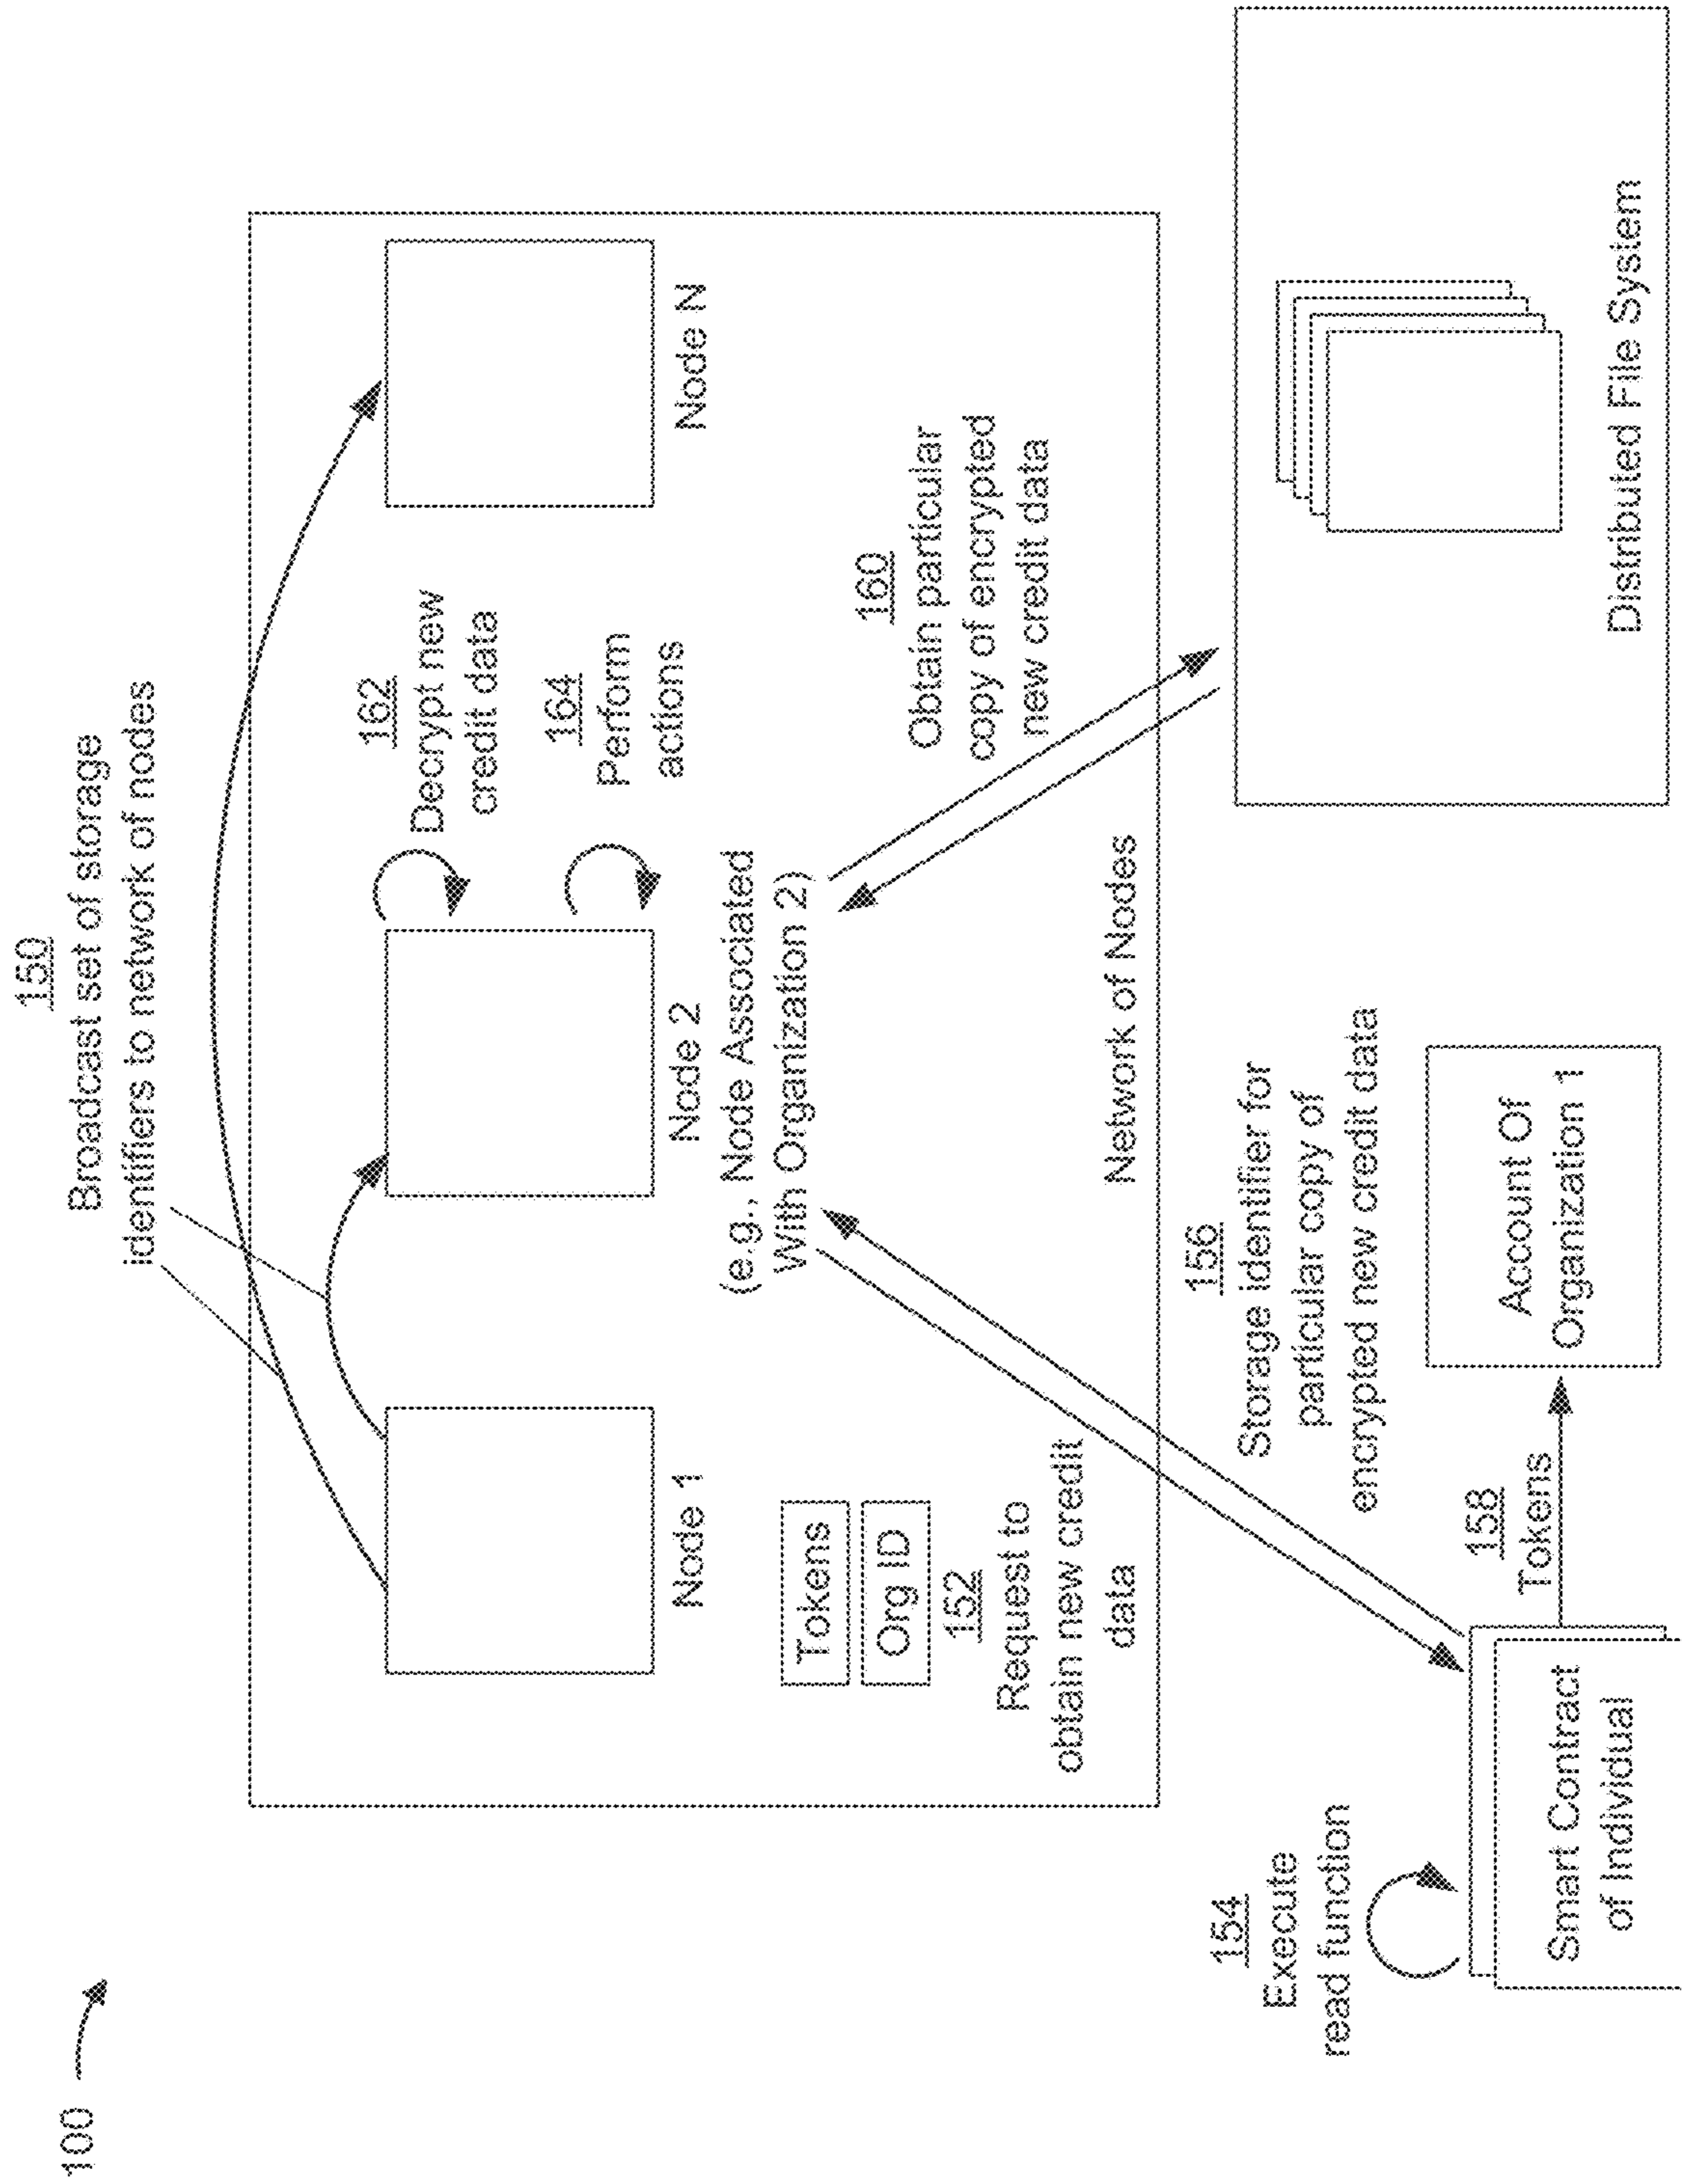 100
150
Broadcast set of storage
identifiers to network of nodes
162
Decrypt new
credit data
164
Perform
actions
Node 1
Node 2
(e.g., Node Associated
With Organization 2)
Node N
Tokens
Org ID
152
Request to
obtain new credit
data
160
Obtain particular
copy of encrypted
new credit data
Network of Nodes
154
Execute
read function
Smart Contract
of Individual
156
Storage identifier for
particular copy of
encrypted new credit data
158
Tokens
Account Of
Organization 1
Distributed File System